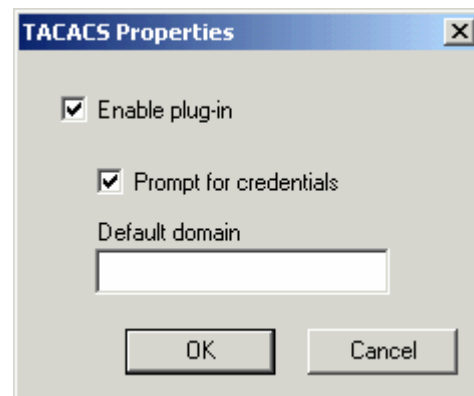 TACACS Properties
Enable plug-in
Prompt for credentials
Default domain
OK Cancel